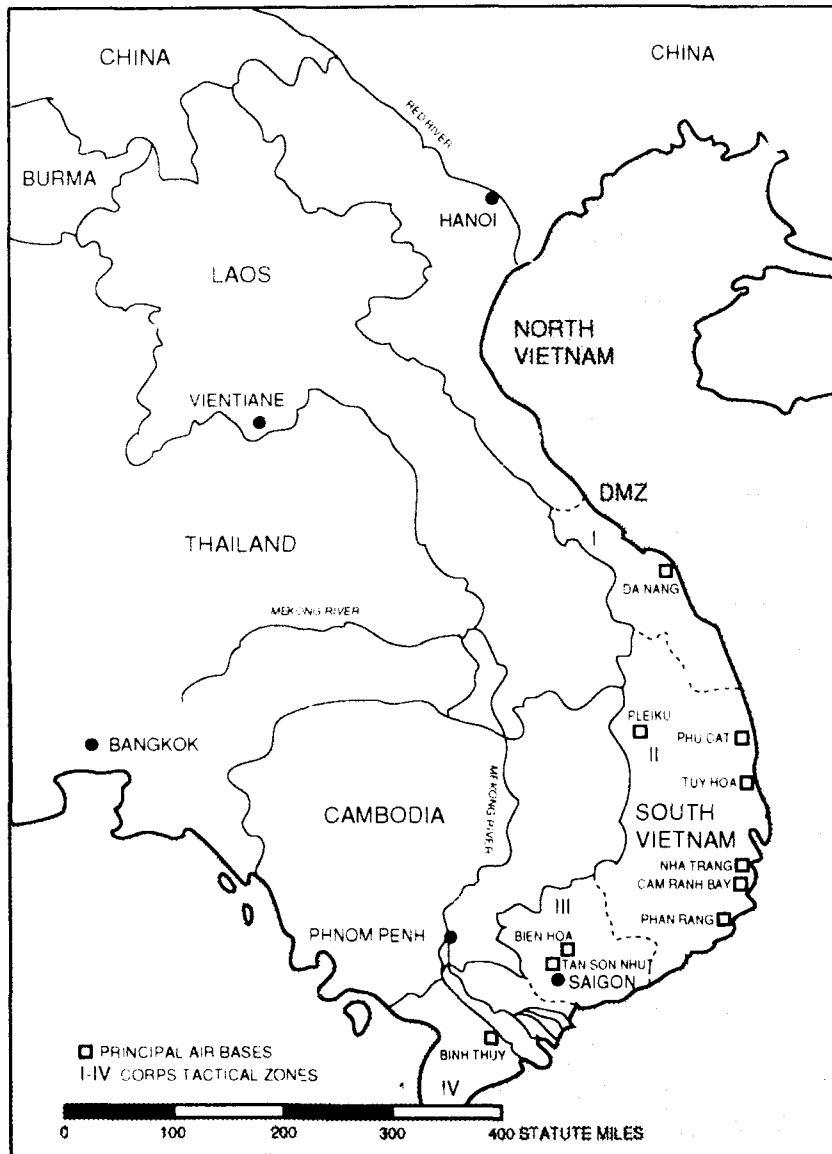 CHINA
CHINA
RED RIVER
BURMA
HANOI
LAOS
NORTH
VIETNAM
VIENTIANE
DMZ
I
THAILAND
DA NANG
MEKONG RIVER
PLEIKU
BANGKOK
II
PHU CAT
TUY HOA
CAMBODIA
MEKONG RIVER
SOUTH
VIETNAM
NHA TRANG
CAM RANH BAY
III
PHAN RANG
PHNOM PENH
BIEN HOA
TAN SON NHUT
SAIGON
PRINCIPAL AIR BASES
BINH THUY
I-IV CORPS TACTICAL ZONES
IV
0 100 200 300 400 STATUTE MILES